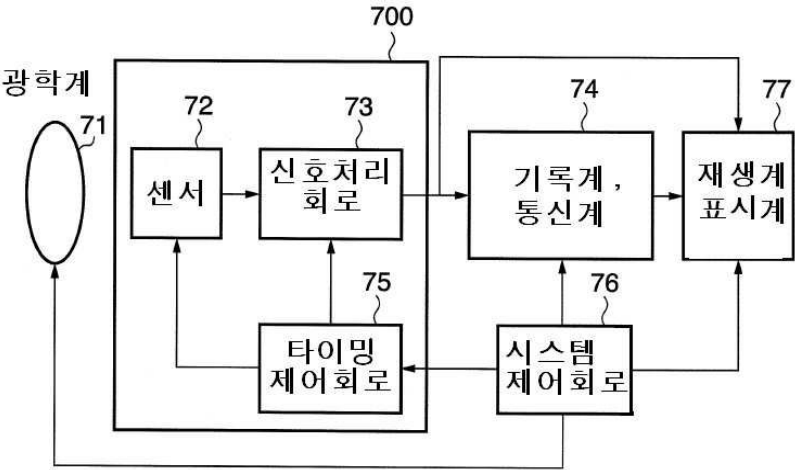 700
광학계
71
72
73
74
77
센서
신호처리
회로
기록계,
통신계
재생계
표시계
75
76
타이밍
제어회로
시스템
제어회로